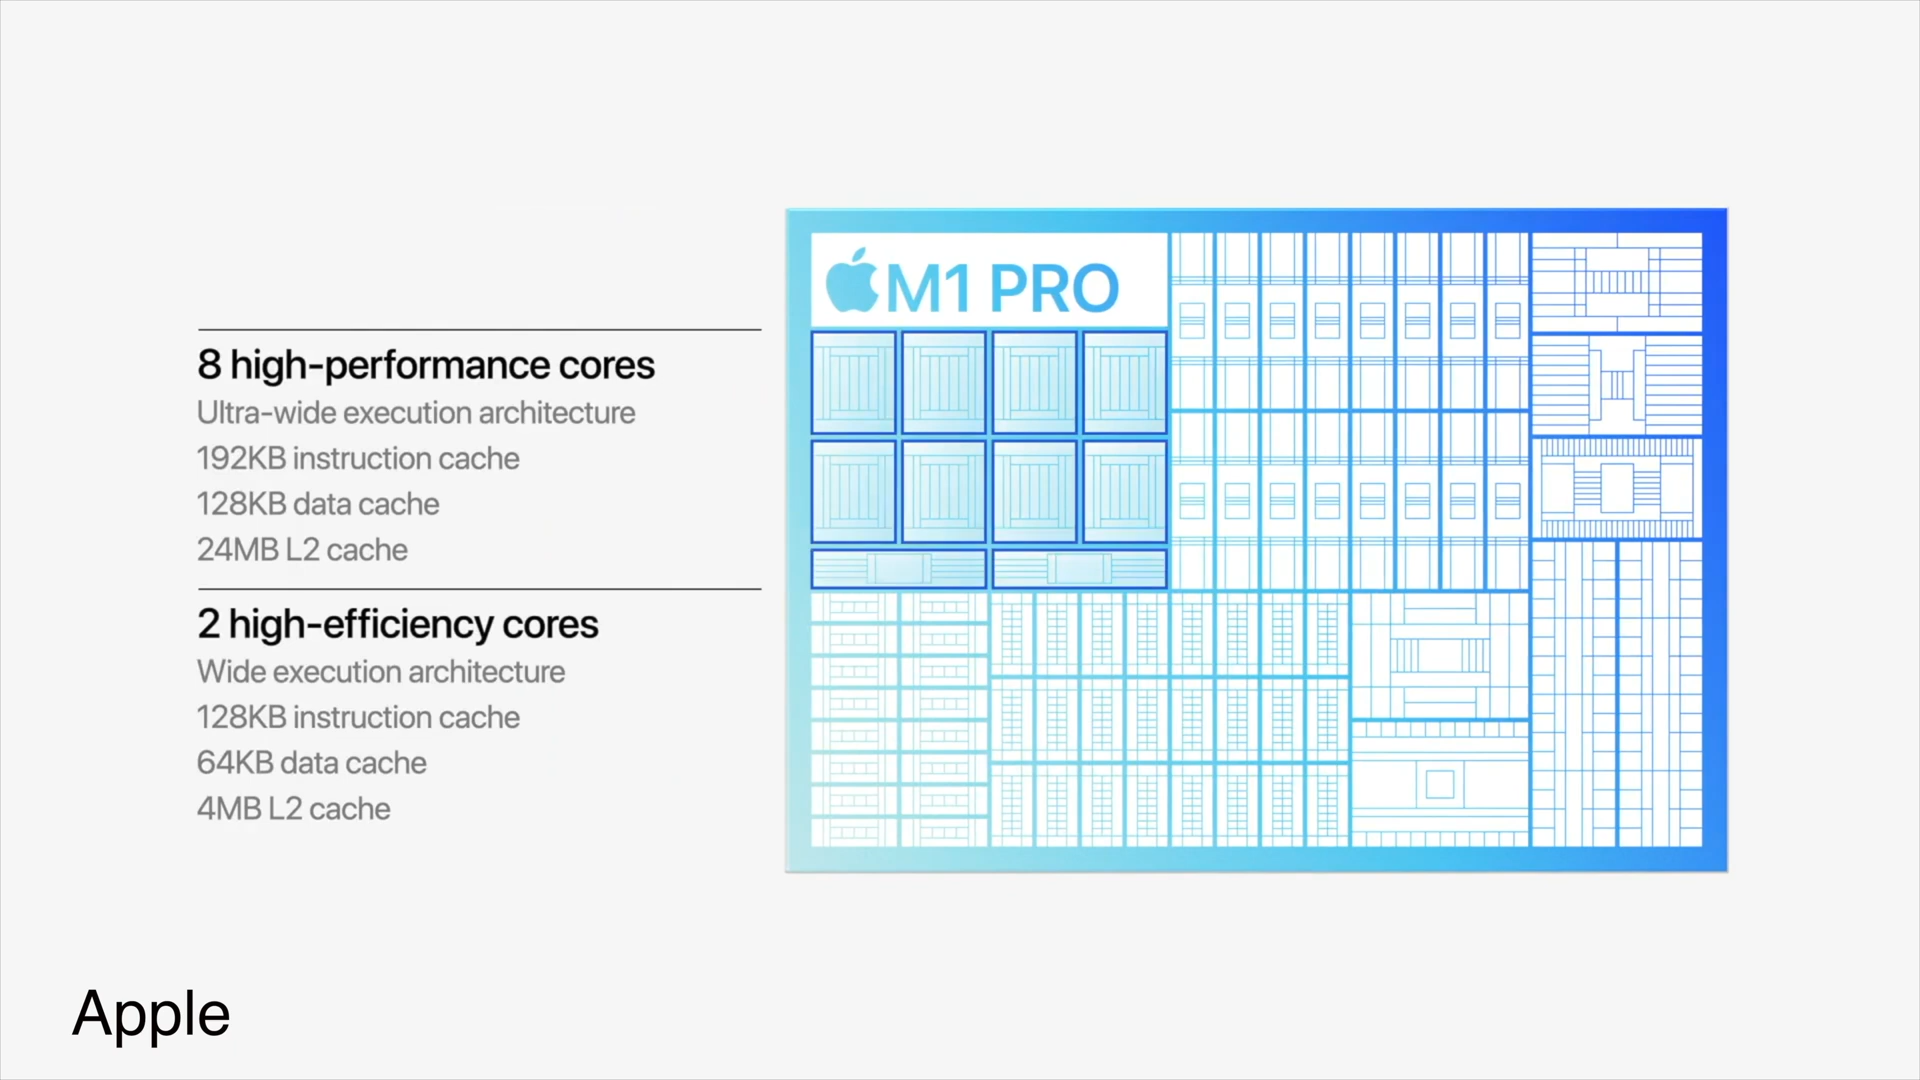 8 high-performance cores
Ultra-wide execution architecture
192KB instruction cache
128KB data cache
24MB L2 cache
2 high-efficiency cores
Wide execution architecture
128KB instruction cache
64KB data cache
4MB L2 cache
M1 PRO
Apple